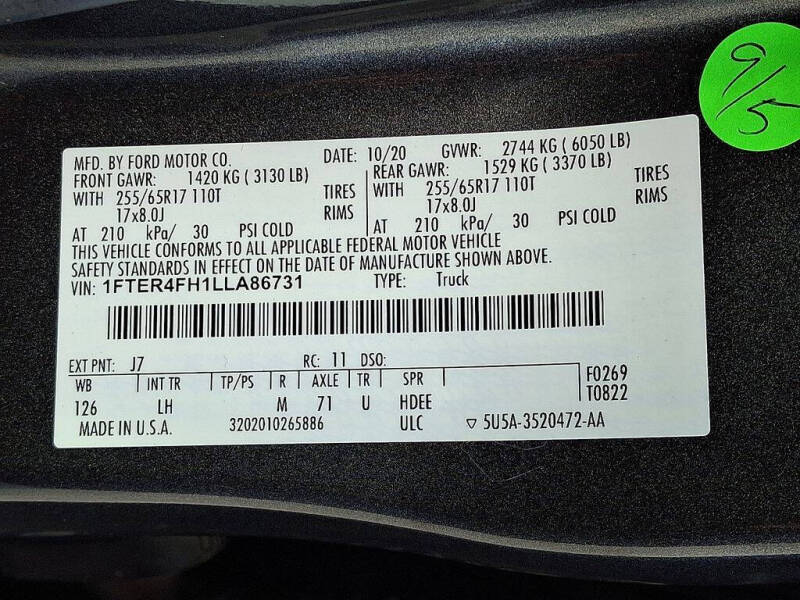 9/5
MFD. BY FORD MOTOR CO. DATE: 10/20 GVWR: 2744 KG ( 6050 LB)
FRONT GAWR: 1420 KG ( 3130 LB) REAR GAWR: 1529 KG ( 3370 LB)
WITH 255/65R17 110T TIRES WITH 255/65R17 110T TIRES
17x8.0J RIMS 17x8.0J RIMS
AT 210 kPa/ 30 PSI COLD AT 210 kPa/ 30 PSI COLD
THIS VEHICLE CONFORMS TO ALL APPLICABLE FEDERAL MOTOR VEHICLE
SAFETY STANDARDS IN EFFECT ON THE DATE OF MANUFACTURE SHOWN ABOVE.
VIN: 1FTER4FH1LLA86731 TYPE: Truck
EXT PNT: J7 RC: 11 DSO:
WB INT TR TP/PS R AXLE TR SPR F0269
126 LH M 71 U HDEE T0822
MADE IN U.S.A. 3202010265886 ULC ▽ 5U5A-3520472-AA